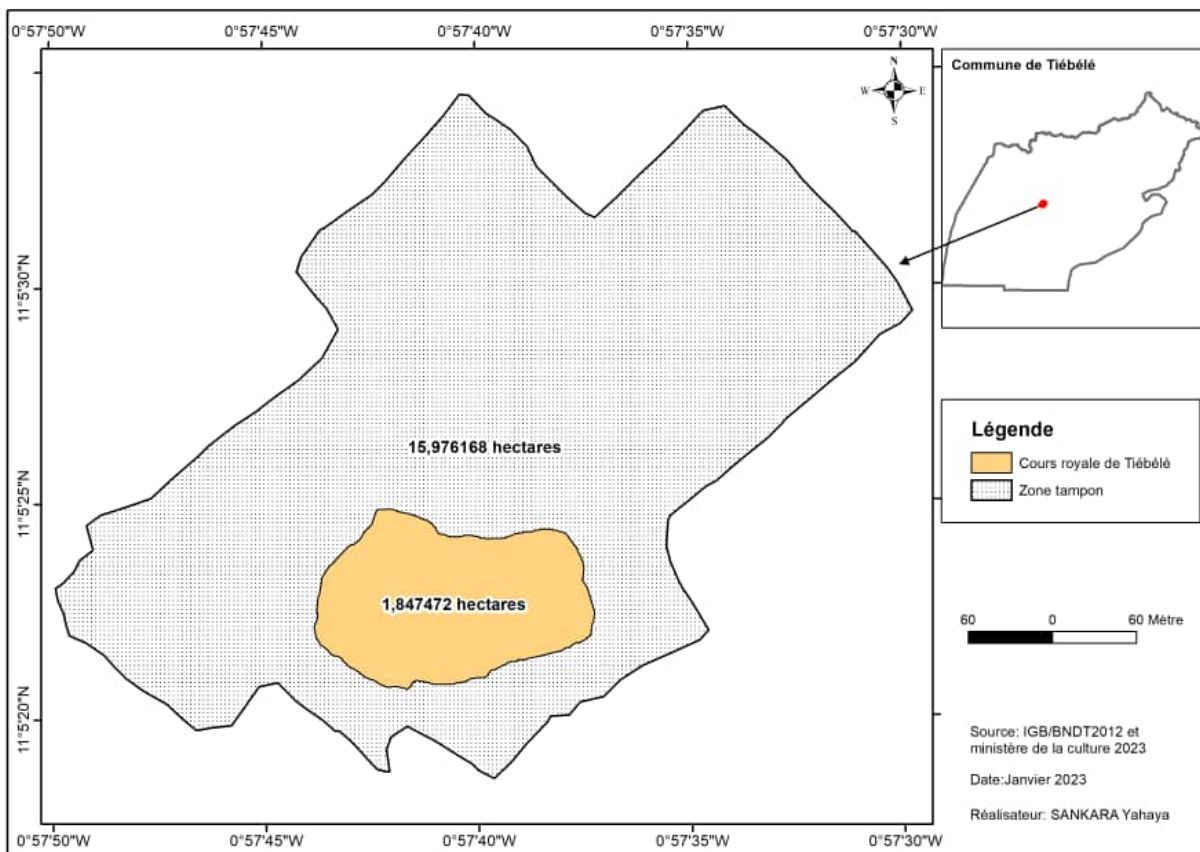 0°57'50"W 0°57'45"W 0°57'40"W 0°57'35"W 0°57'30"W
N
W E
S
Commune de Tiébélé
11°5'30"N
11°5'25"N
11°5'20"N
15,976168 hectares
1,847472 hectares
Légende
Cours royale de Tiébélé
Zone tampon
60 0 60 Mètre
Source: IGB/BNDT2012 et
ministère de la culture 2023
Date:Janvier 2023
Réalisateur: SANKARA Yahaya
0°57'50"W 0°57'45"W 0°57'40"W 0°57'35"W 0°57'30"W